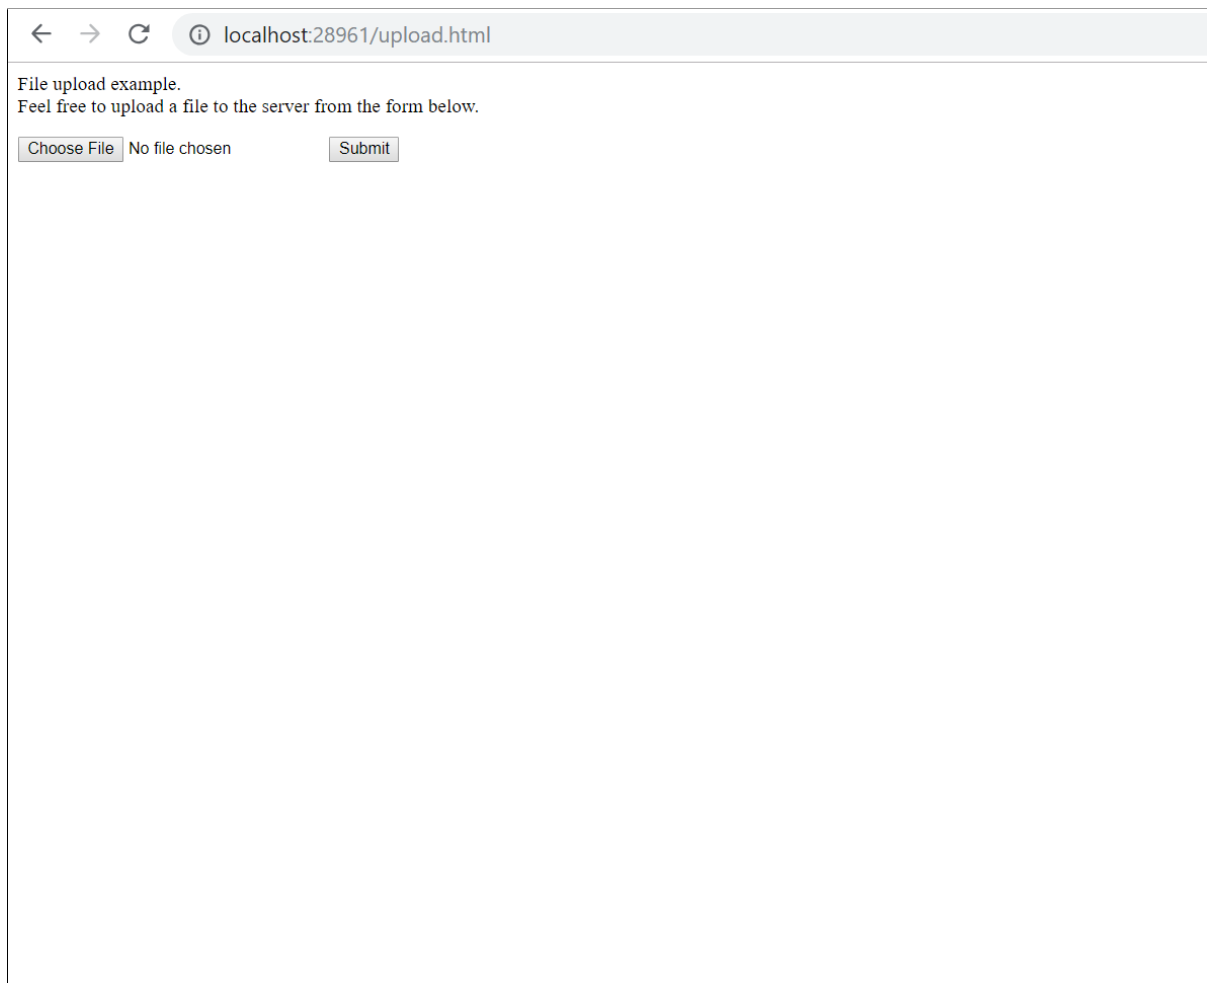 localhost:28961/upload.html
File upload example.
Feel free to upload a file to the server from the form below.
Choose File No file chosen Submit